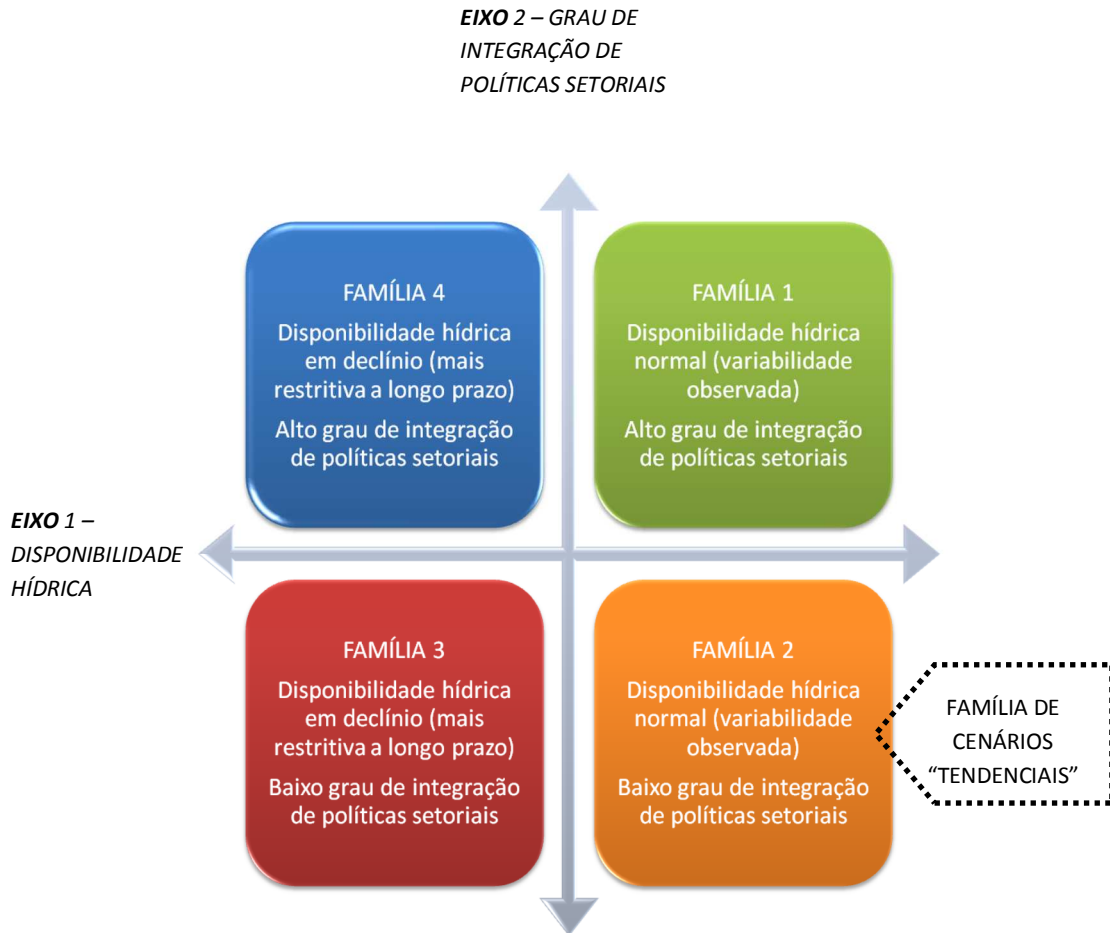 EIXO 2 – GRAU DE
INTEGRAÇÃO DE
POLÍTICAS SETORIAIS
FAMÍLIA 4
Disponibilidade hídrica
em declínio (mais
restritiva a longo prazo)
Alto grau de integração
de políticas setoriais
FAMÍLIA 1
Disponibilidade hídrica
normal (variabilidade
observada)
Alto grau de integração
de políticas setoriais
EIXO 1 –
DISPONIBILIDADE
HÍDRICA
FAMÍLIA 3
Disponibilidade hídrica
em declínio (mais
restritiva a longo prazo)
Baixo grau de integração
de políticas setoriais
FAMÍLIA 2
Disponibilidade hídrica
normal (variabilidade
observada)
Baixo grau de integração
de políticas setoriais
FAMÍLIA DE
CENÁRIOS
“TENDENCIAIS”